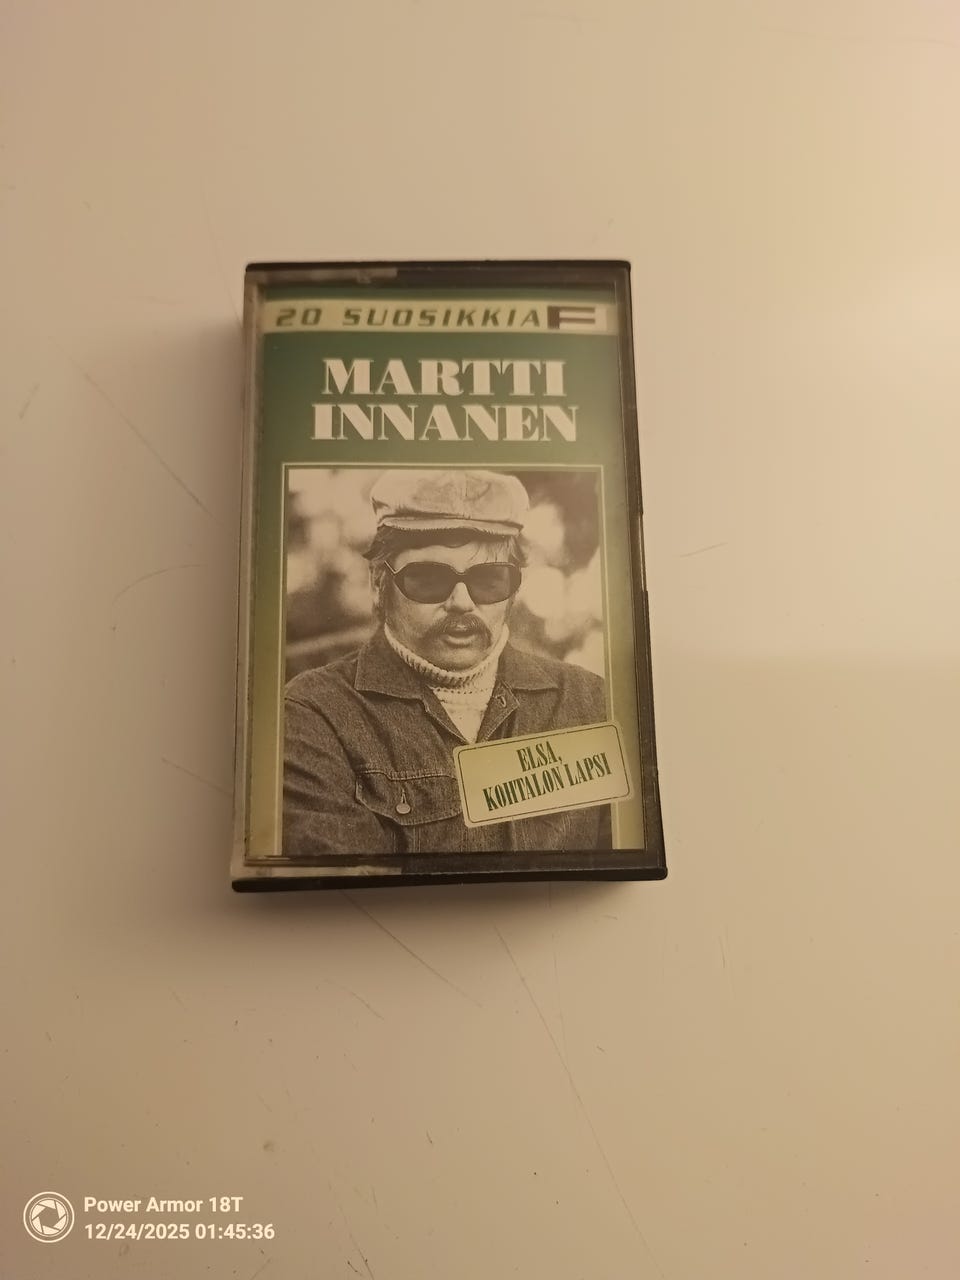 20 SUOSIKKIA F
MARTTI
INNANEN
ELSA,
KOHTALON LAPSI
Power Armor 18T
12/24/2025 01:45:36